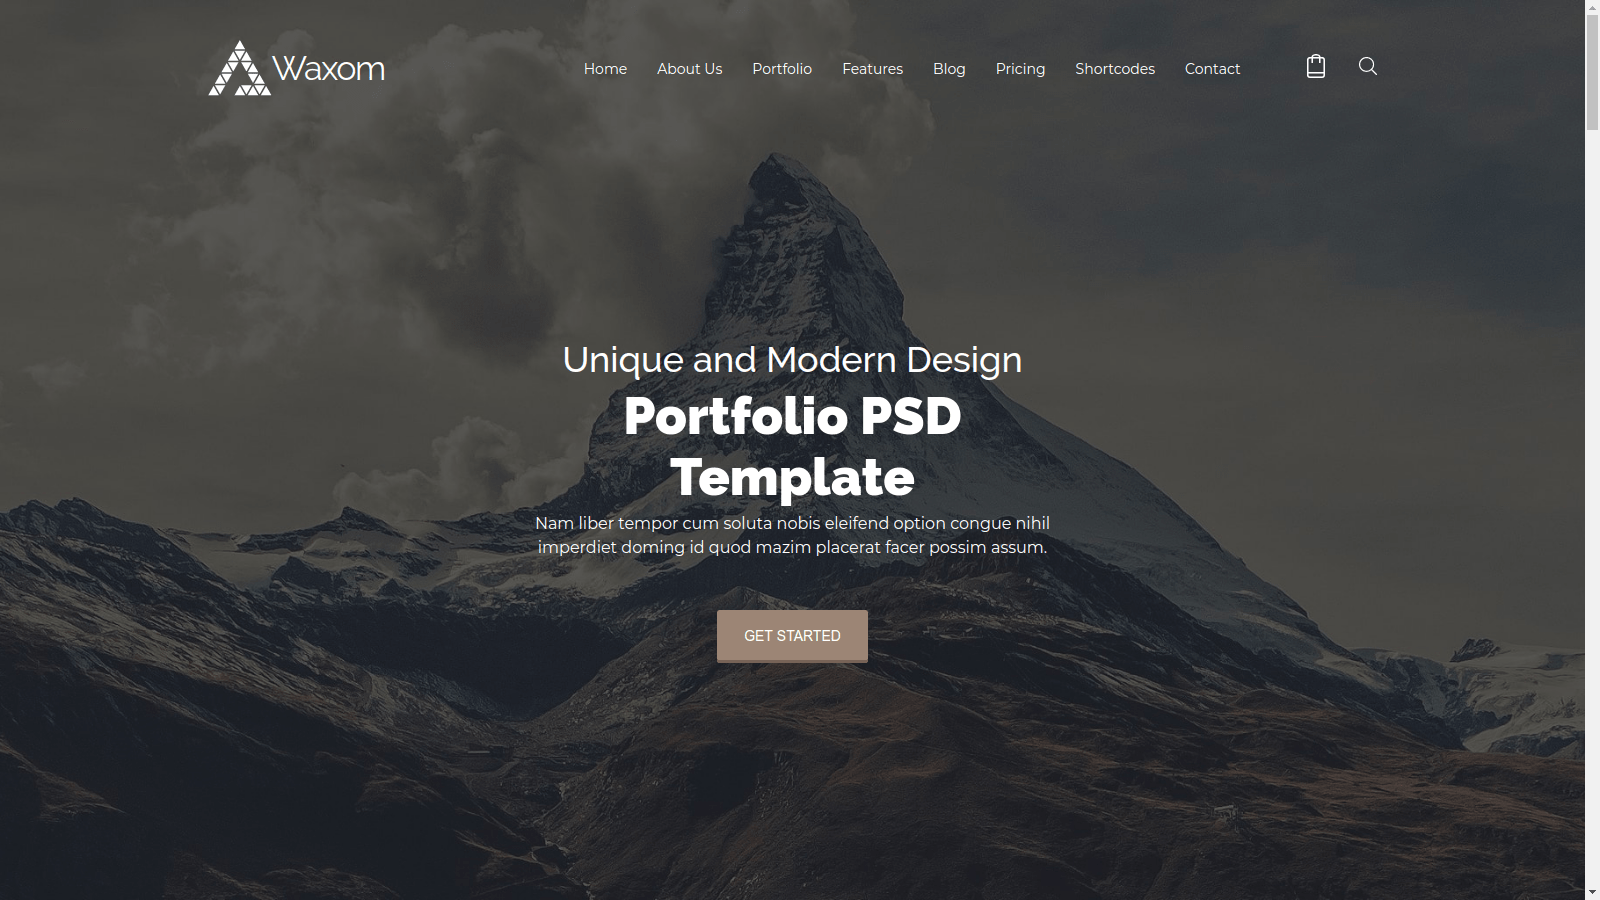 Waxom
Home About Us Portfolio Features Blog Pricing Shortcodes Contact
Unique and Modern Design
Portfolio PSD
Template
Nam liber tempor cum soluta nobis eleifend option congue nihil
imperdiet doming id quod mazim placerat facer possim assum.
GET STARTED